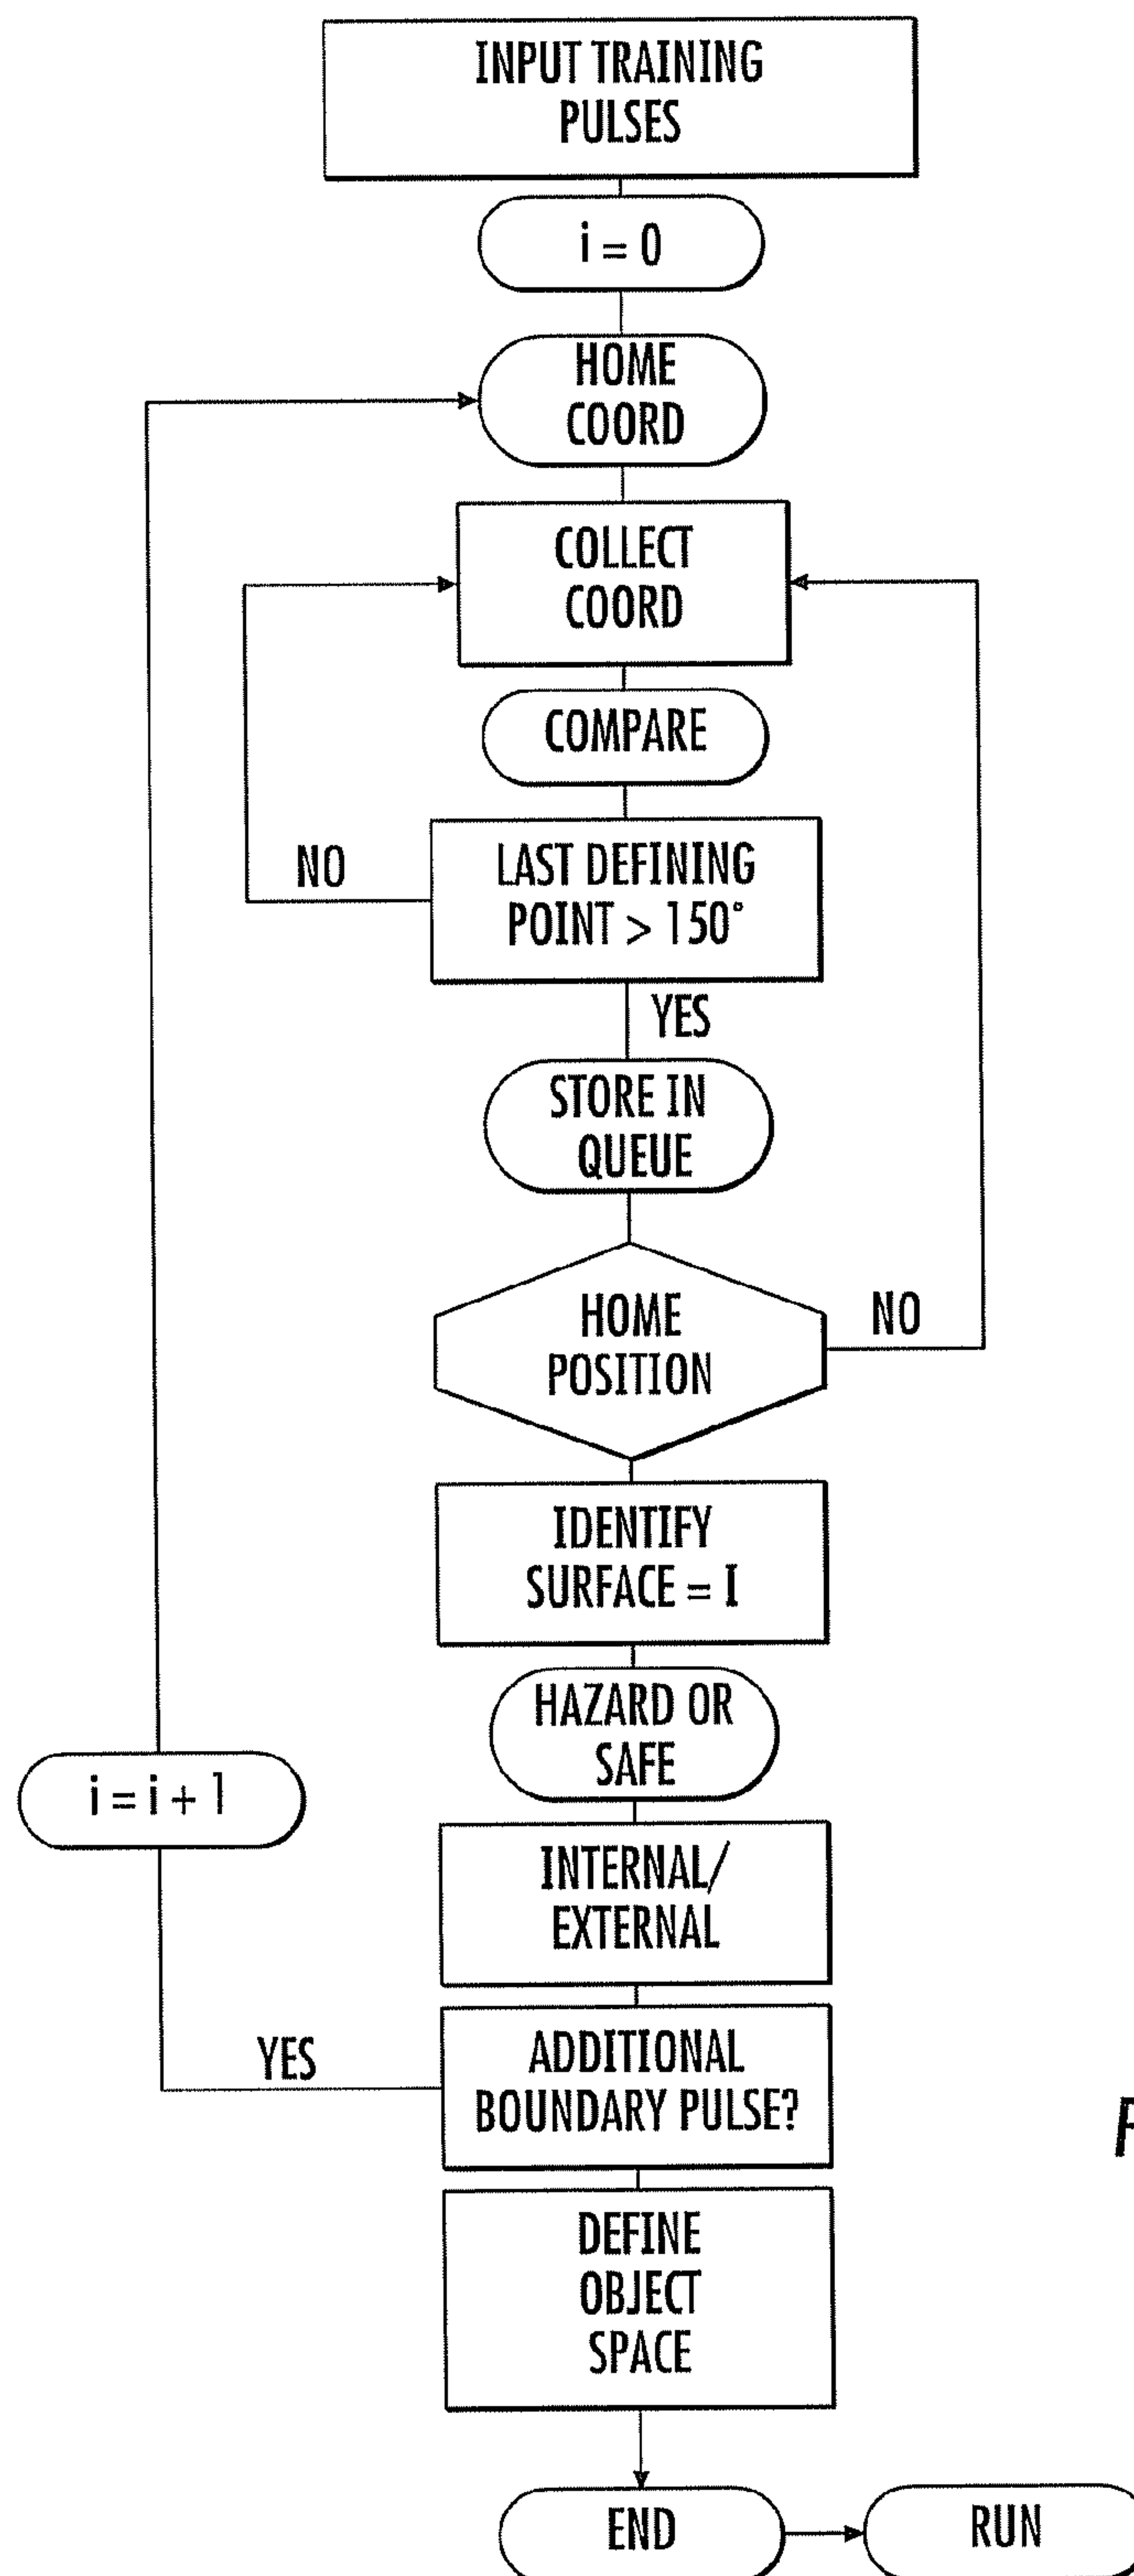 INPUT TRAINING
PULSES
i = 0
HOME
COORD
COLLECT
COORD
COMPARE
NO
LAST DEFINING
POINT > 150°
YES
STORE IN
QUEUE
HOME
POSITION
NO
IDENTIFY
SURFACE = I
HAZARD OR
SAFE
i = i + 1
INTERNAL/
EXTERNAL
YES
ADDITIONAL
BOUNDARY PULSE?
DEFINE
OBJECT
SPACE
END
RUN